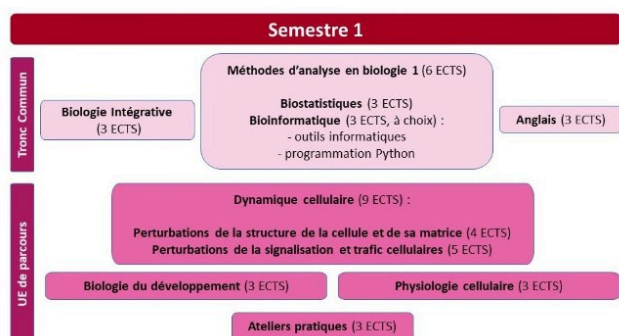 Semestre 1
Tronc Commun
Méthodes d'analyse en biologie 1 (6 ECTS)
Biostatistiques (3 ECTS)
Bioinformatique (3 ECTS, à choix) :
- outils informatiques
- programmation Python
Biologie Intégrative
(3 ECTS)
Anglais (3 ECTS)
UE de parcours
Dynamique cellulaire (9 ECTS) :
Perturbations de la structure de la cellule et de sa matrice (4 ECTS)
Perturbations de la signalisation et trafic cellulaires (5 ECTS)
Biologie du développement (3 ECTS)
Physiologie cellulaire (3 ECTS)
Ateliers pratiques (3 ECTS)